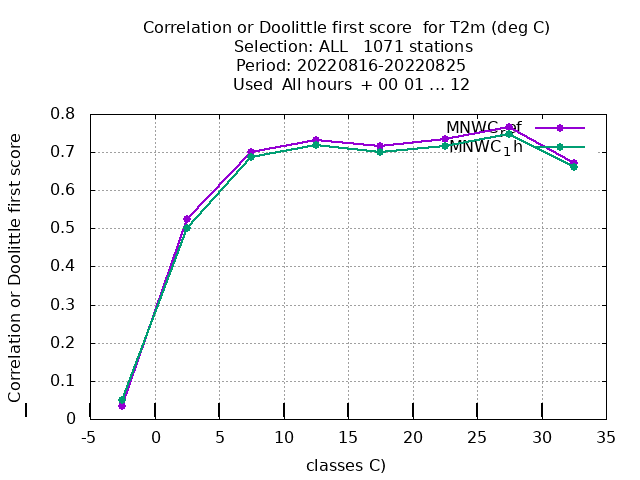 Correlation or Doolittle first score for T2m (deg C)
Selection: ALL 1071 stations
Period: 20220816-20220825
Used All hours + 00 01 ... 12
Correlation or Doolittle first score
0.8
0.7
0.6
0.5
0.4
0.3
0.2
0.1
0
-5 0 5 10 15 20 25 30 35
classes C)
MNWC_1h